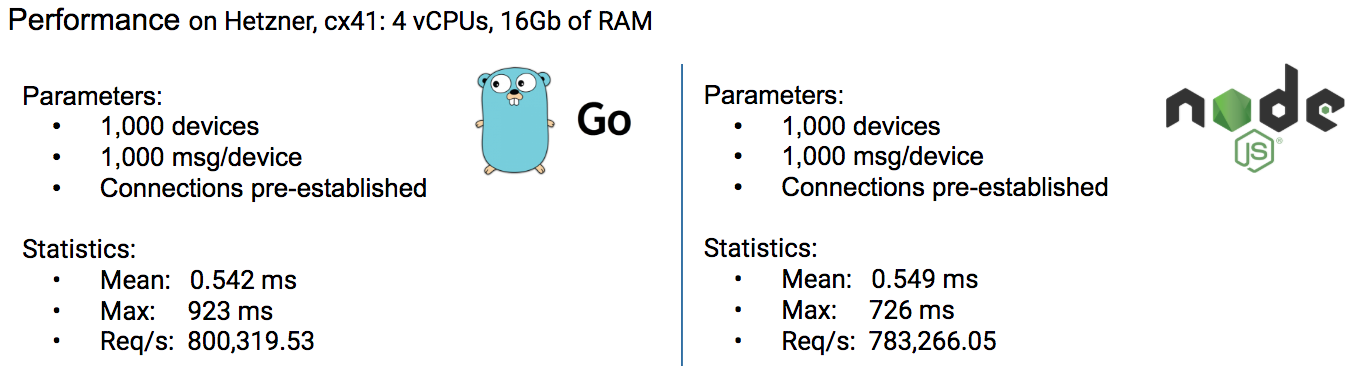 Performance on Hetzner, cx41: 4 vCPUs, 16Gb of RAM
Parameters:
• 1,000 devices
• 1,000 msg/device
• Connections pre-established
Go
Statistics:
• Mean: 0.542 ms
• Max: 923 ms
• Req/s: 800,319.53
Parameters:
• 1,000 devices
• 1,000 msg/device
• Connections pre-established
node
JS®
Statistics:
• Mean: 0.549 ms
• Max: 726 ms
• Req/s: 783,266.05